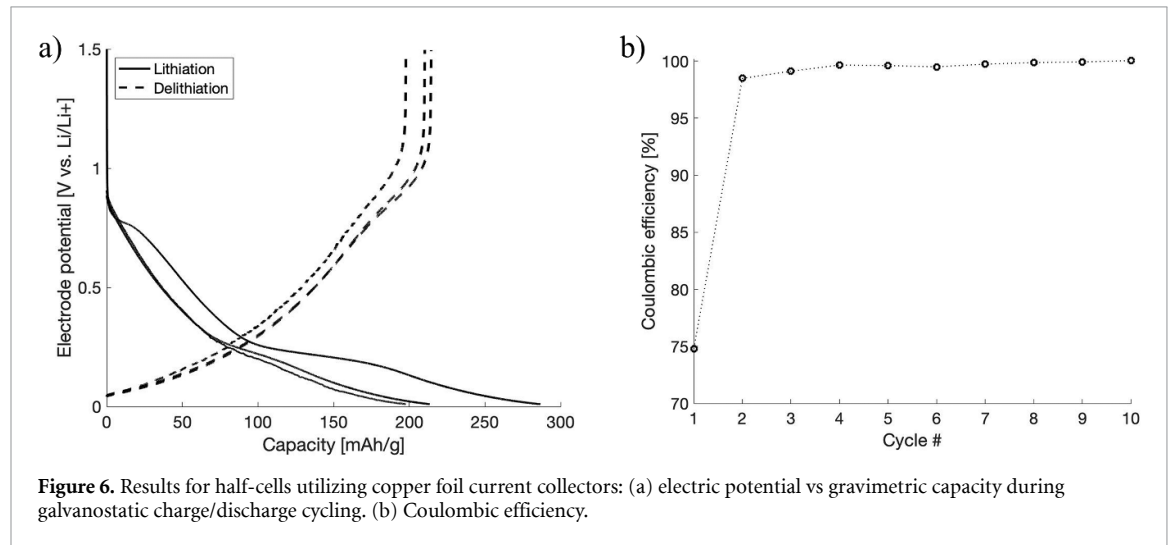 a)
1.5
Lithiation
Delithiation
1
0.5
0
Electrode potential [V vs. Li/Li+]
0 50 100 150 200 250 300
Capacity [mAh/g]
b)
100
95
90
85
80
75
70
Coulombic efficiency [%]
1 2 3 4 5 6 7 8 9 10
Cycle #
Figure 6. Results for half-cells utilizing copper foil current collectors: (a) electric potential vs gravimetric capacity during
galvanostatic charge/discharge cycling. (b) Coulombic efficiency.